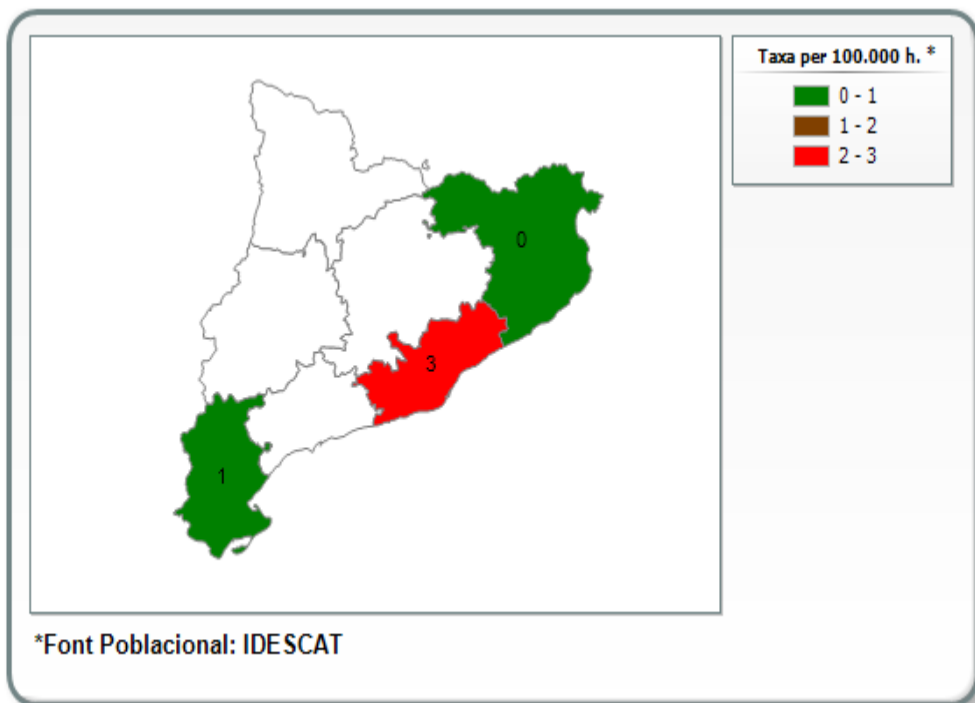 Taxa per 100.000 h. *
0 - 1
1 - 2
2 - 3
0
3
1
*Font Poblacional: IDESCAT